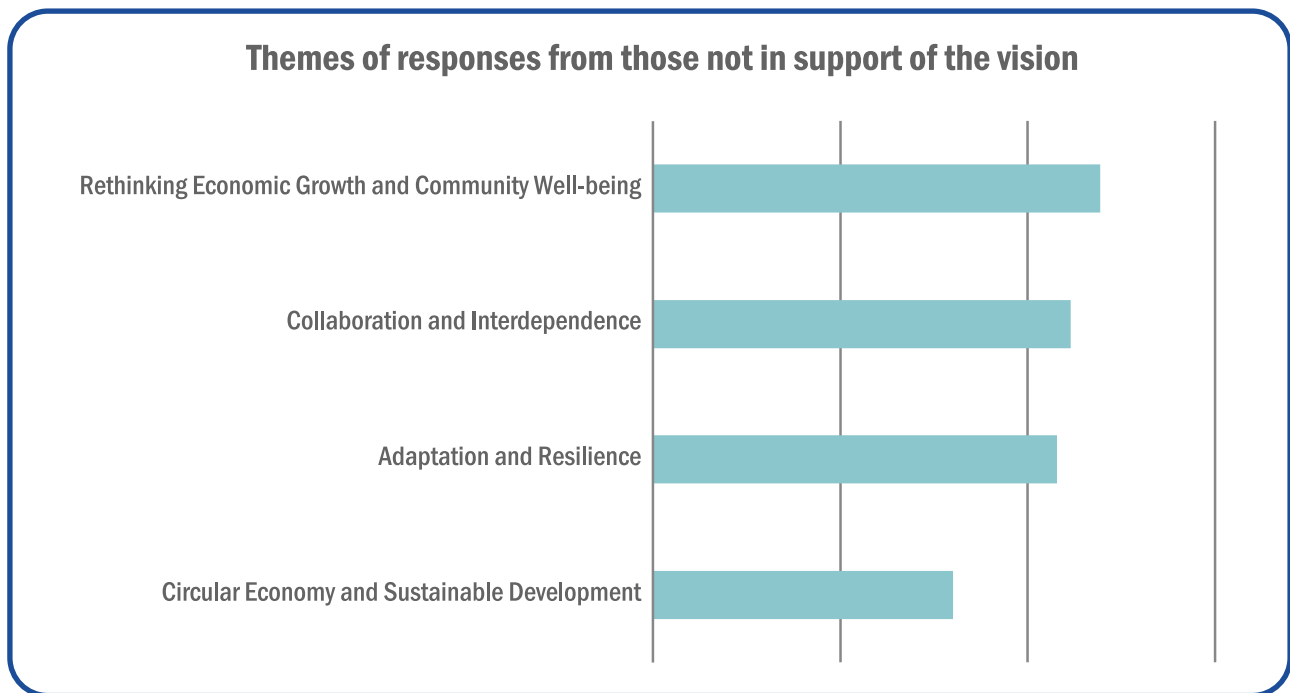 Themes of responses from those not in support of the vision
Rethinking Economic Growth and Community Well-being
Collaboration and Interdependence
Adaptation and Resilience
Circular Economy and Sustainable Development